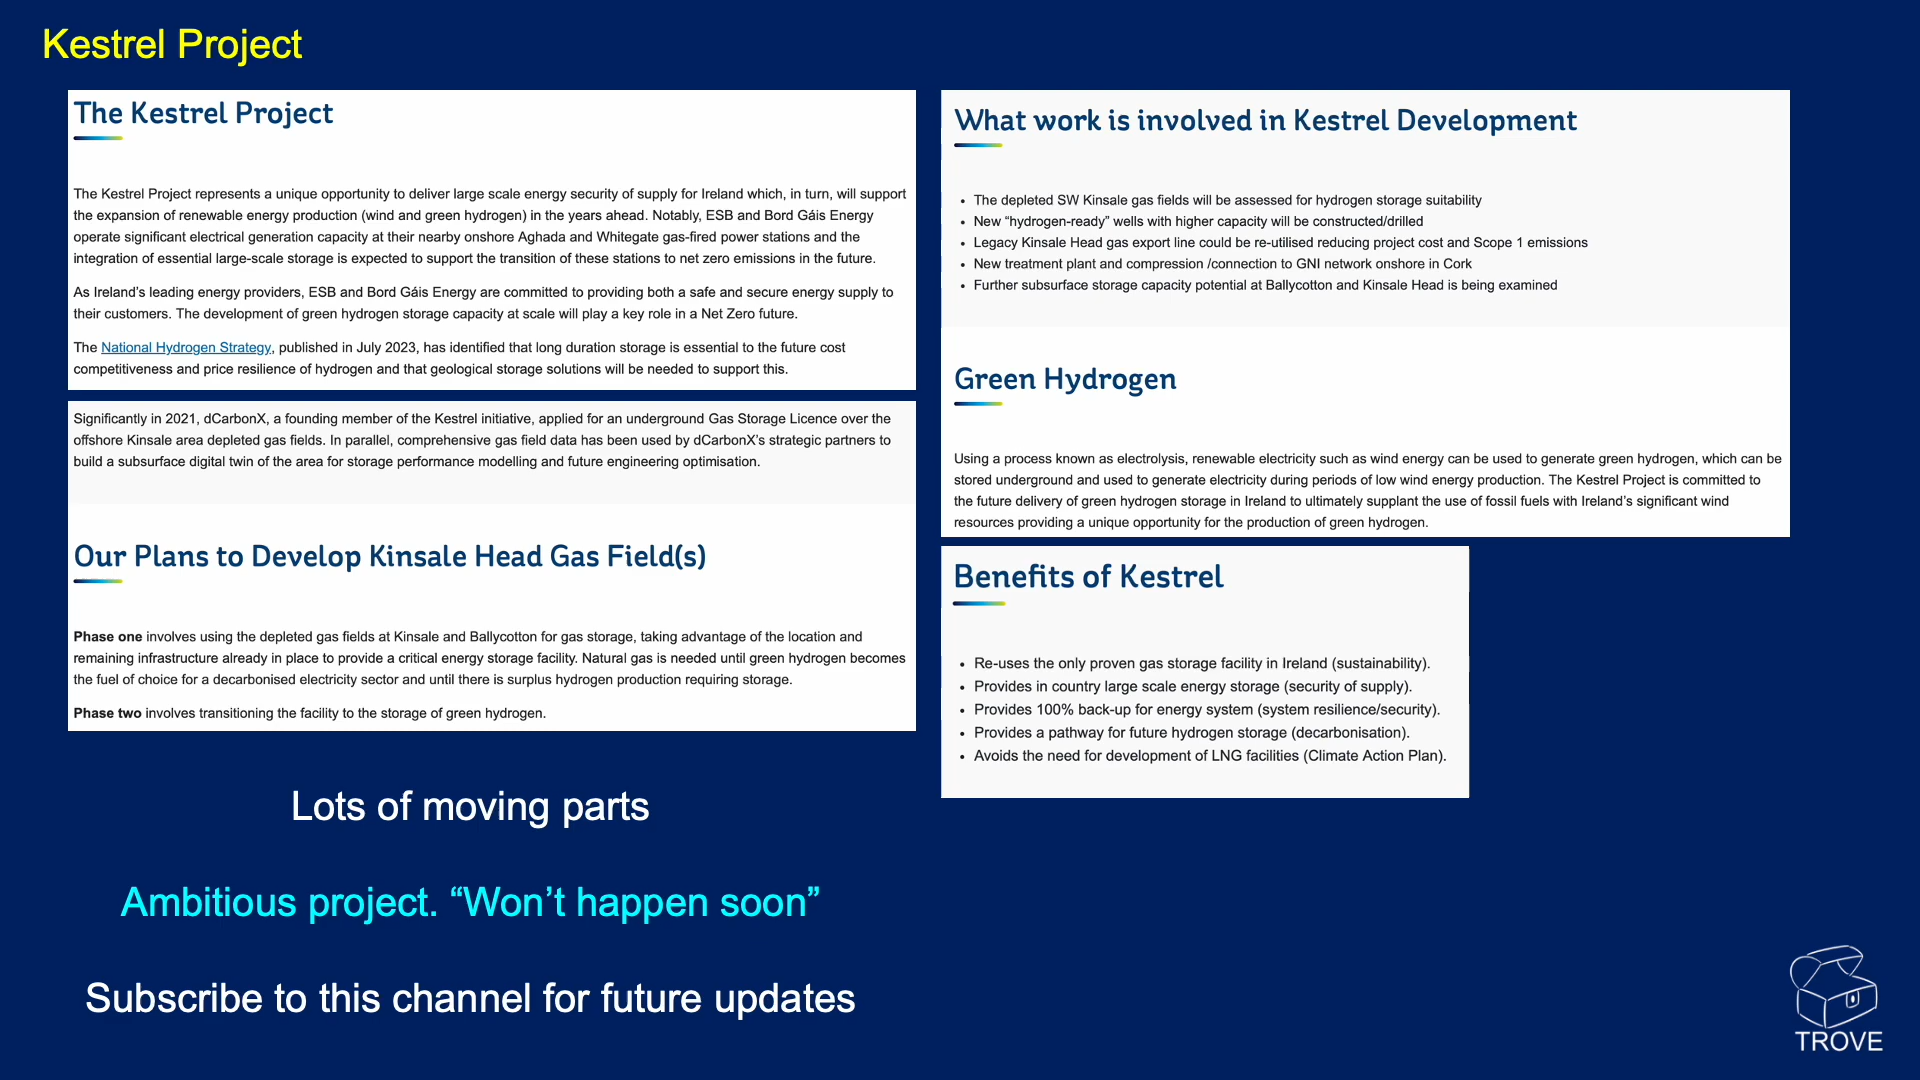 Kestrel Project
The Kestrel Project
The Kestrel Project represents a unique opportunity to deliver large scale energy security of supply for Ireland which, in turn, will support
the expansion of renewable energy production (wind and green hydrogen) in the years ahead. Notably, ESB and Bord Gáis Energy
operate significant electrical generation capacity at their nearby onshore Aghada and Whitegate gas-fired power stations and the
integration of essential large-scale storage is expected to support the transition of these stations to net zero emissions in the future.
As Ireland's leading energy providers, ESB and Bord Gáis Energy are committed to providing both a safe and secure energy supply to
their customers. The development of green hydrogen storage capacity at scale will play a key role in a Net Zero future.
The National Hydrogen Strategy, published in July 2023, has identified that long duration storage is essential to the future cost
competitiveness and price resilience of hydrogen and that geological storage solutions will be needed to support this.
Significantly in 2021, dCarbonX, a founding member of the Kestrel initiative, applied for an underground Gas Storage Licence over the
offshore Kinsale area depleted gas fields. In parallel, comprehensive gas field data has been used by dCarbonX's strategic partners to
build a subsurface digital twin of the area for storage performance modelling and future engineering optimisation.
Our Plans to Develop Kinsale Head Gas Field(s)
Phase one involves using the depleted gas fields at Kinsale and Ballycotton for gas storage, taking advantage of the location and
remaining infrastructure already in place to provide a critical energy storage facility. Natural gas is needed until green hydrogen becomes
the fuel of choice for a decarbonised electricity sector and until there is surplus hydrogen production requiring storage.
Phase two involves transitioning the facility to the storage of green hydrogen.
Lots of moving parts
Ambitious project. “Won’t happen soon”
Subscribe to this channel for future updates
What work is involved in Kestrel Development
• The depleted SW Kinsale gas fields will be assessed for hydrogen storage suitability
• New “hydrogen-ready” wells with higher capacity will be constructed/drilled
• Legacy Kinsale Head gas export line could be re-utilised reducing project cost and Scope 1 emissions
• New treatment plant and compression /connection to GNI network onshore in Cork
• Further subsurface storage capacity potential at Ballycotton and Kinsale Head is being examined
Green Hydrogen
Using a process known as electrolysis, renewable electricity such as wind energy can be used to generate green hydrogen, which can be
stored underground and used to generate electricity during periods of low wind energy production. The Kestrel Project is committed to
the future delivery of green hydrogen storage in Ireland to ultimately supplant the use of fossil fuels with Ireland's significant wind
resources providing a unique opportunity for the production of green hydrogen.
Benefits of Kestrel
• Re-uses the only proven gas storage facility in Ireland (sustainability).
• Provides in country large scale energy storage (security of supply).
• Provides 100% back-up for energy system (system resilience/security).
• Provides a pathway for future hydrogen storage (decarbonisation).
• Avoids the need for development of LNG facilities (Climate Action Plan).
TROVE